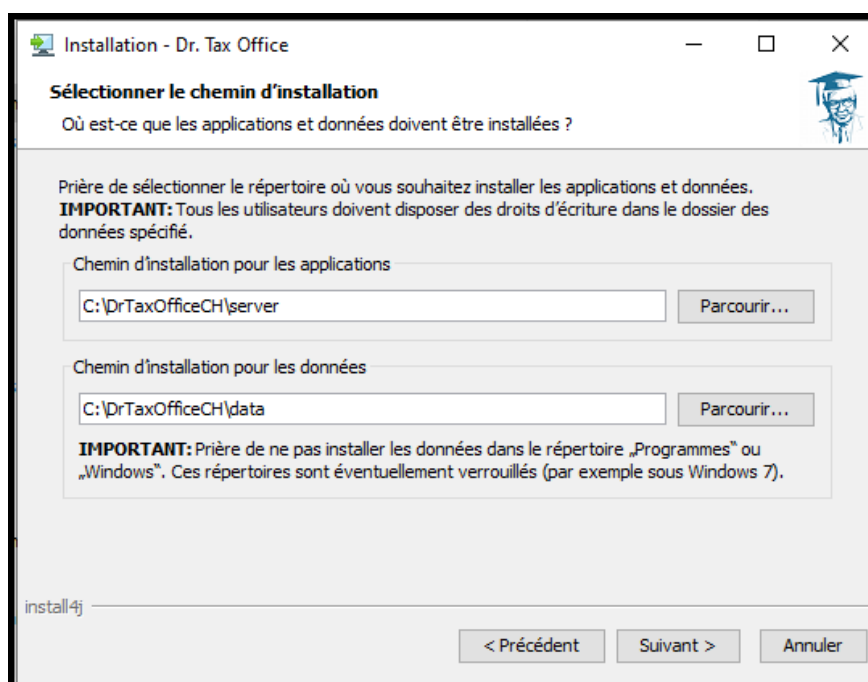 Installation - Dr. Tax Office
Sélectionner le chemin d'installation
Où est-ce que les applications et données doivent être installées ?
Prière de sélectionner le répertoire où vous souhaitez installer les applications et données.
IMPORTANT: Tous les utilisateurs doivent disposer des droits d'écriture dans le dossier des
données spécifié.
Chemin d'installation pour les applications
C:\DrTaxOfficeCH\server
Parcourir...
Chemin d'installation pour les données
C:\DrTaxOfficeCH\data
Parcourir...
IMPORTANT: Prière de ne pas installer les données dans le répertoire „Programmes“ ou
„Windows“. Ces répertoires sont éventuellement verrouillés (par exemple sous Windows 7).
install4j
< Précédent
Suivant >
Annuler